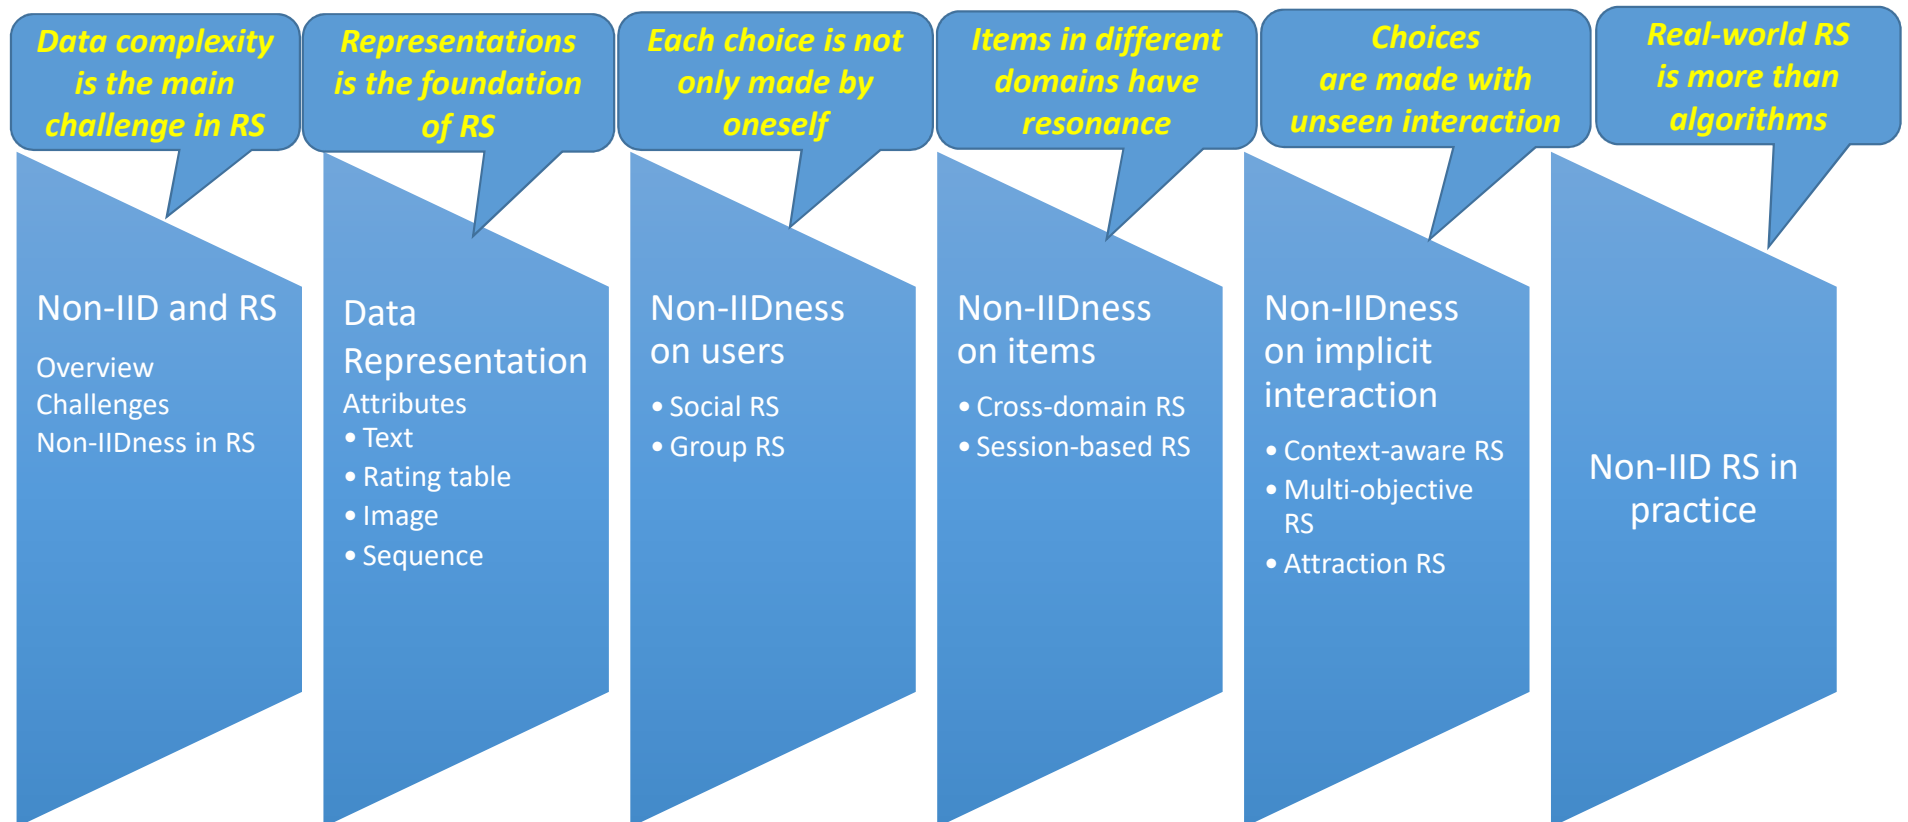 Data complexity
is the main
challenge in RS
Representations
is the foundation
of RS
Each choice is not
only made by
oneself
Items in different
domains have
resonance
Choices
are made with
unseen interaction
Real-world RS
is more than
algorithms
Non-IID and RS
Overview
Challenges
Non-IIDness in RS
Data
Representation
Attributes
• Text
• Rating table
• Image
• Sequence
Non-IIDness
on users
• Social RS
• Group RS
Non-IIDness
on items
• Cross-domain RS
• Session-based RS
Non-IIDness
on implicit
interaction
• Context-aware RS
• Multi-objective
RS
• Attraction RS
Non-IID RS in
practice